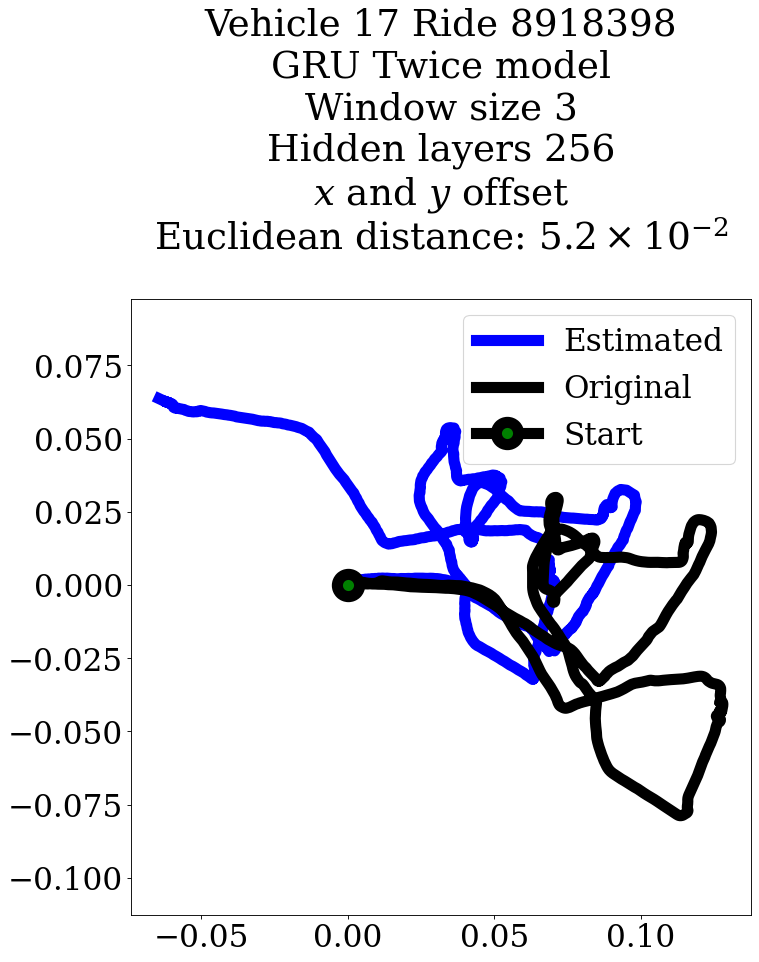 Vehicle 17 Ride 8918398
GRU Twice model
Window size 3
Hidden layers 256
x and y offset
Euclidean distance: 5.2 × 10⁻²
Estimated
Original
Start
0.075
0.050
0.025
0.000
−0.025
−0.050
−0.075
−0.100
−0.05 0.00 0.05 0.10